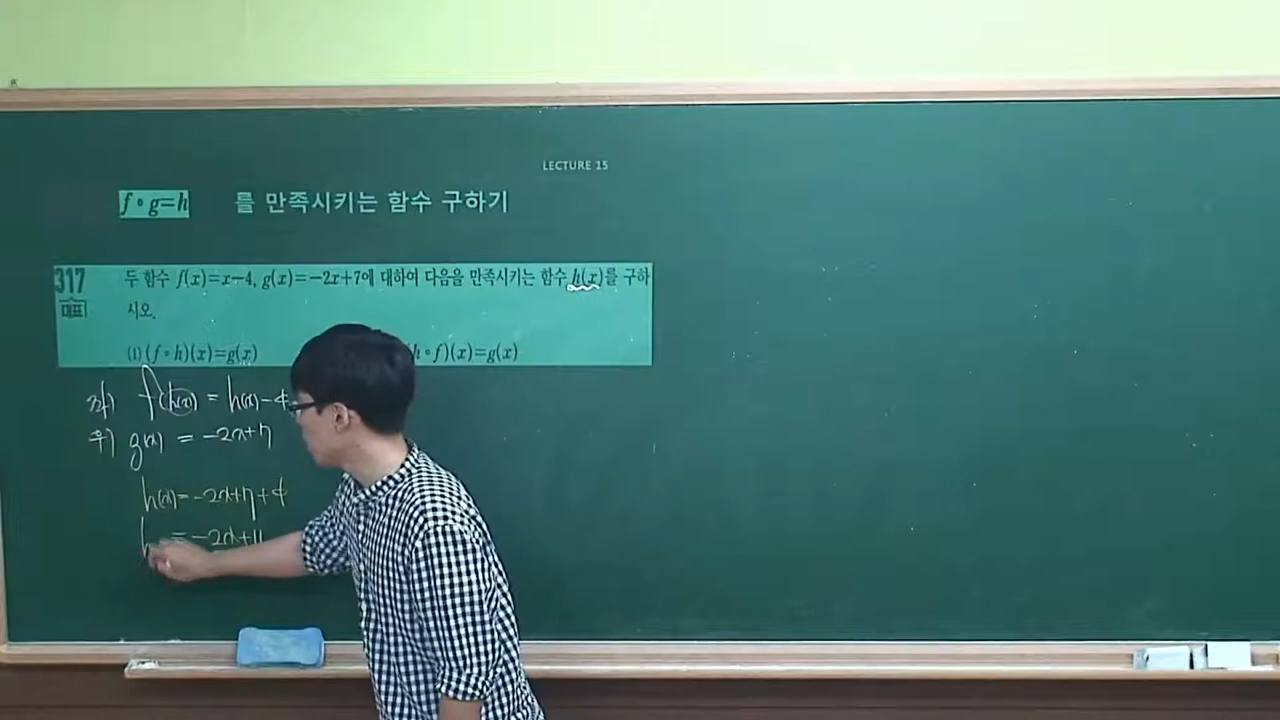 LECTURE 15
f∘g=h 를 만족시키는 함수 구하기
317 두 함수 f(x)=x-4, g(x)=-2x+7에 대하여 다음을 만족시키는 함수 h(x)를 구하
대표 시오.
(1) (f∘h)(x)=g(x) h∘f)(x)=g(x)
좌) f(h(x)) = h(x)-4
우) g(x) = -2x+7
h(x)=-2x+7+4
h = -2x+11